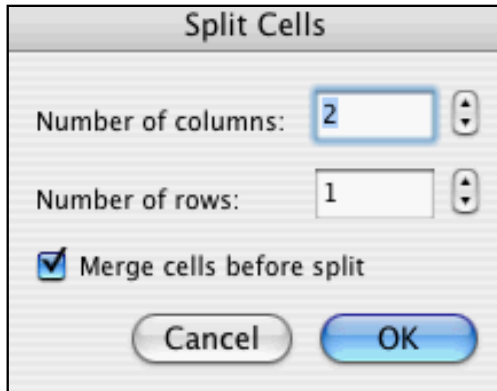 Split Cells
Number of columns: 2
Number of rows: 1
Merge cells before split
Cancel OK